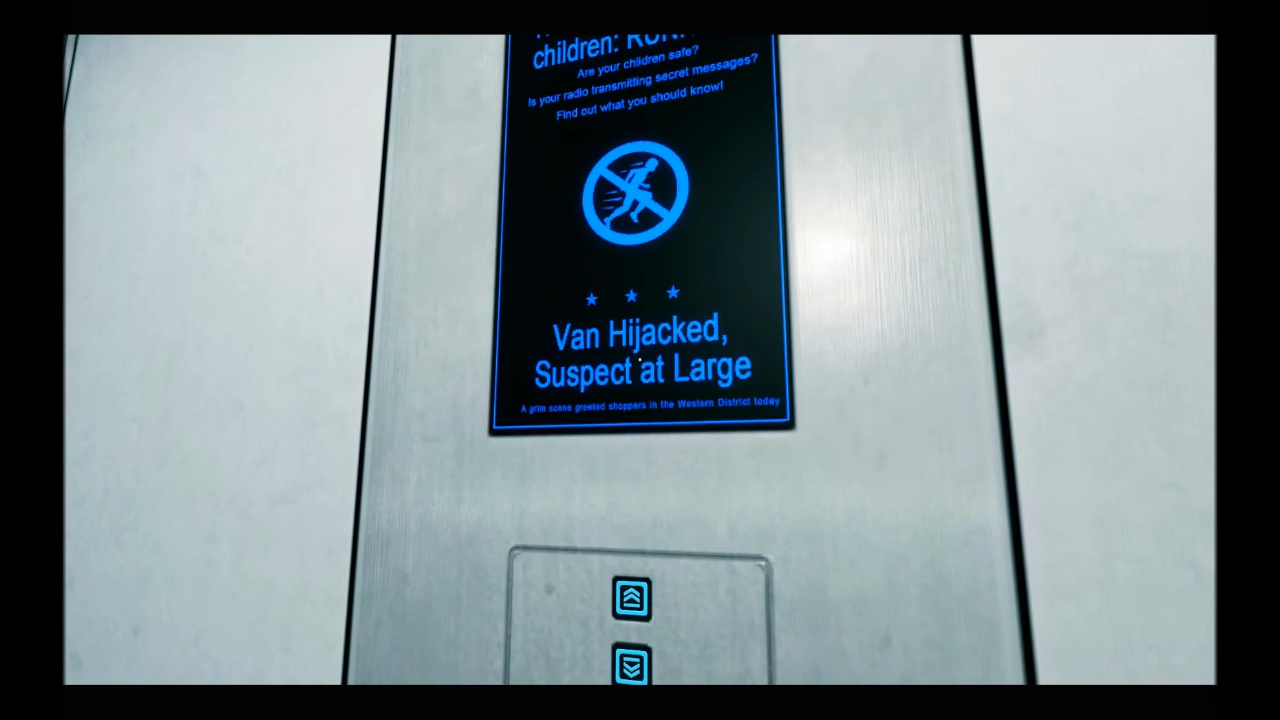 children: RUN
Are your children safe?
Is your radio transmitting secret messages?
Find out what you should know!
Van Hijacked,
Suspect at Large
A grim scene greeted shoppers in the Western District today